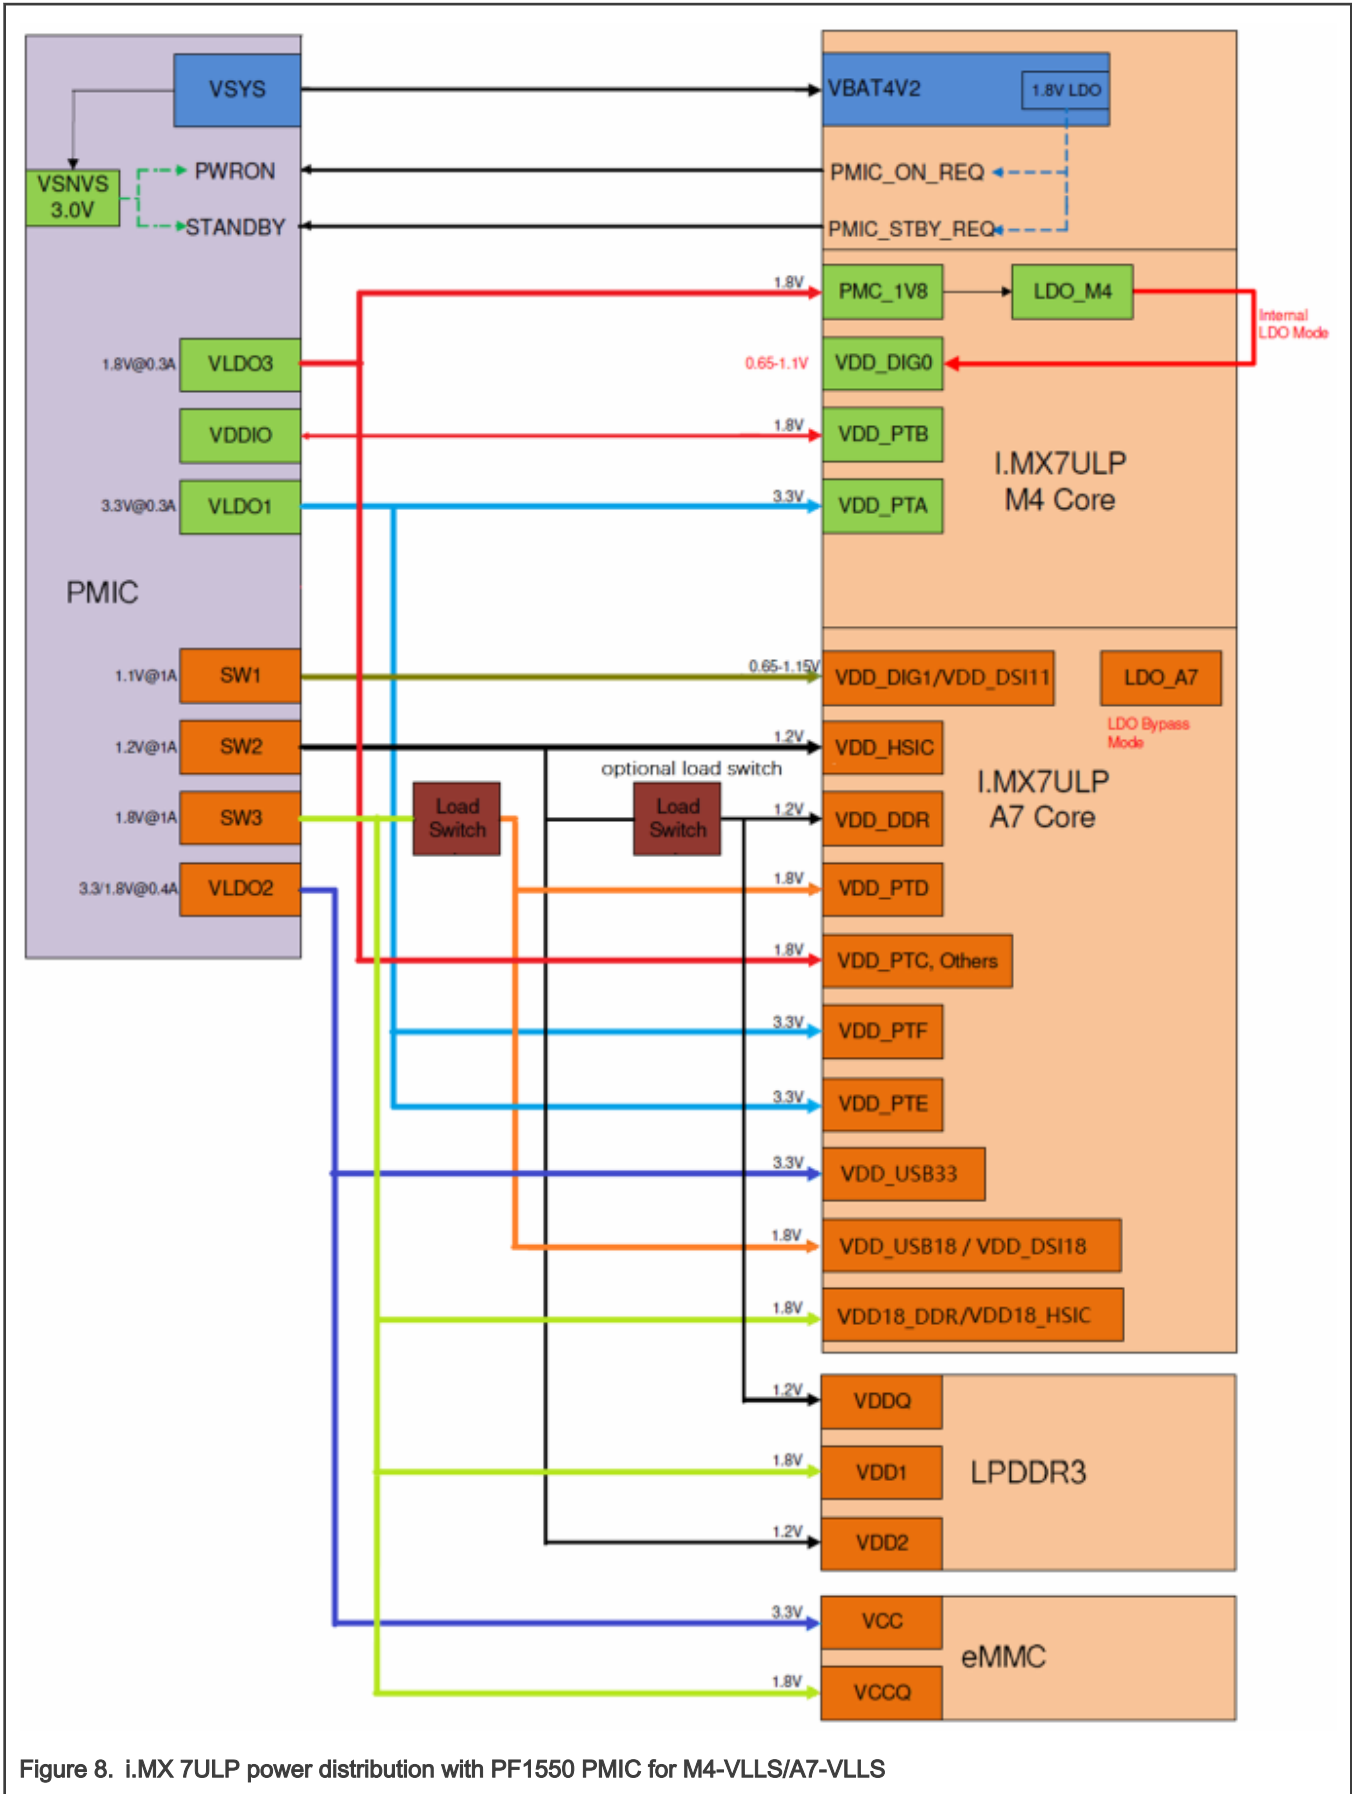 VSYS
VBAT4V2
1.8V LDO
PWRON
PMIC_ON_REQ
VSNVS
3.0V
STANDBY
PMIC_STBY_REQ
1.8V
PMC_1V8
LDO_M4
Internal
LDO Mode
1.8V@0.3A
VLDO3
0.65-1.1V
VDD_DIG0
VDDIO
1.8V
VDD_PTB
I.MX7ULP
M4 Core
3.3V@0.3A
VLDO1
3.3V
VDD_PTA
PMIC
1.1V@1A
SW1
0.65-1.15V
VDD_DIG1/VDD_DSI11
LDO_A7
LDO Bypass
Mode
1.2V@1A
SW2
1.2V
VDD_HSIC
optional load switch
I.MX7ULP
A7 Core
1.8V@1A
SW3
Load
Switch
Load
Switch
1.2V
VDD_DDR
3.3/1.8V@0.4A
VLDO2
1.8V
VDD_PTD
1.8V
VDD_PTC, Others
3.3V
VDD_PTF
3.3V
VDD_PTE
3.3V
VDD_USB33
1.8V
VDD_USB18 / VDD_DSI18
1.8V
VDD18_DDR/VDD18_HSIC
1.2V
VDDQ
1.8V
VDD1
LPDDR3
1.2V
VDD2
3.3V
VCC
eMMC
1.8V
VCCQ
Figure 8. i.MX 7ULP power distribution with PF1550 PMIC for M4-VLLS/A7-VLLS